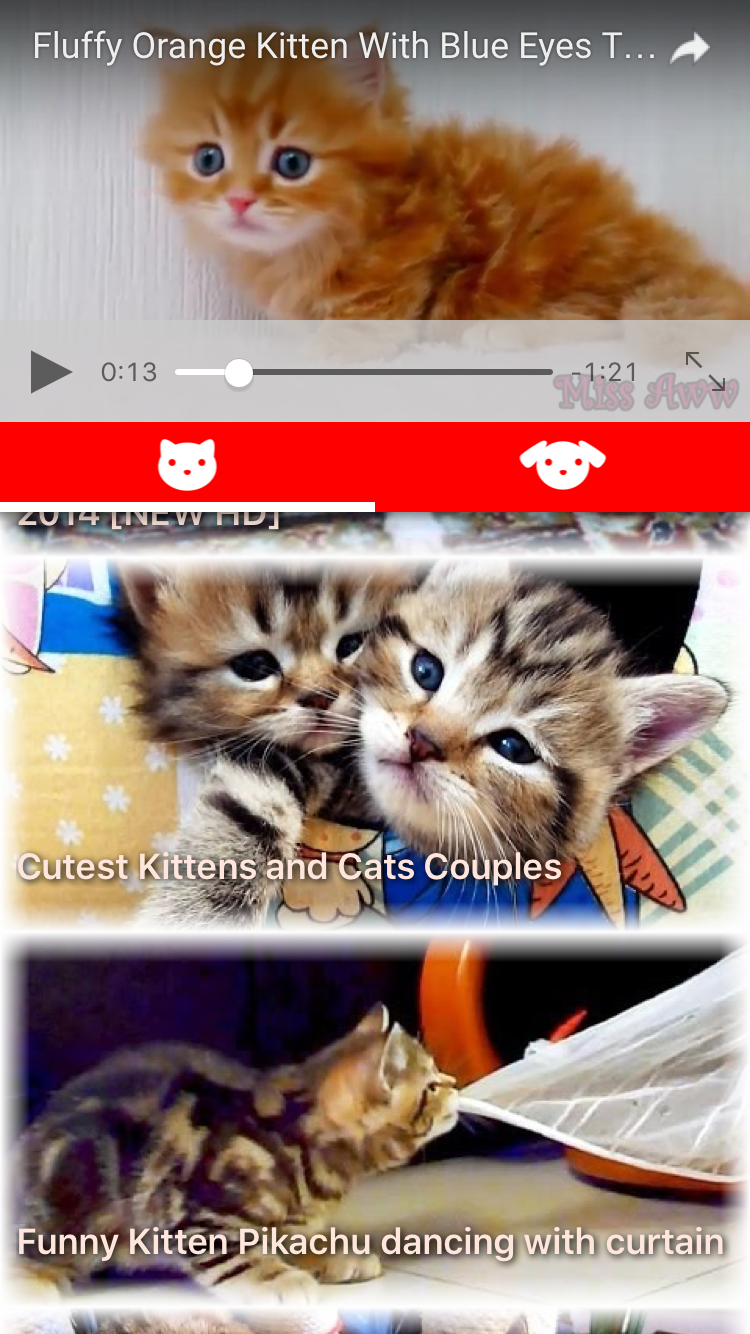 Fluffy Orange Kitten With Blue Eyes T...
0:13
-1:21
Miss Aww
2014 [NEW HD]
Cutest Kittens and Cats Couples
Funny Kitten Pikachu dancing with curtain